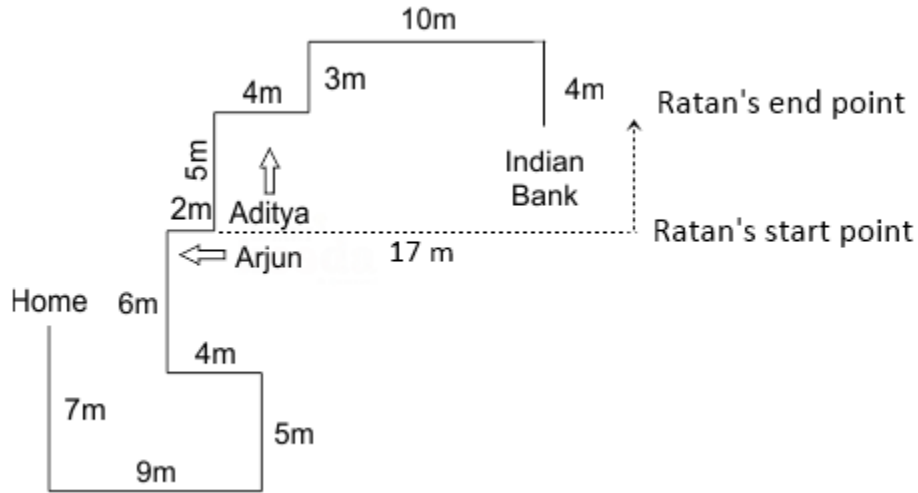 10m
4m
3m
4m
Ratan's end point
5m
Indian
Bank
2m
Aditya
Ratan's start point
Arjun
17 m
Home
6m
4m
7m
5m
9m